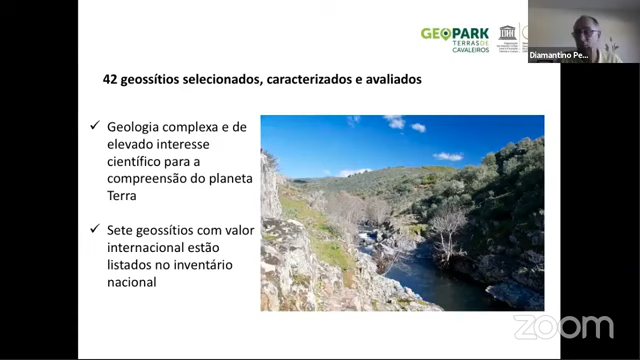 GEOPARK
TERRAS DE
CAVALEIROS
Diamantino Pe...
42 geossítios selecionados, caracterizados e avaliados
✓ Geologia complexa e de
elevado interesse
científico para a
compreensão do planeta
Terra
✓ Sete geossítios com valor
internacional estão
listados no inventário
nacional
zoom